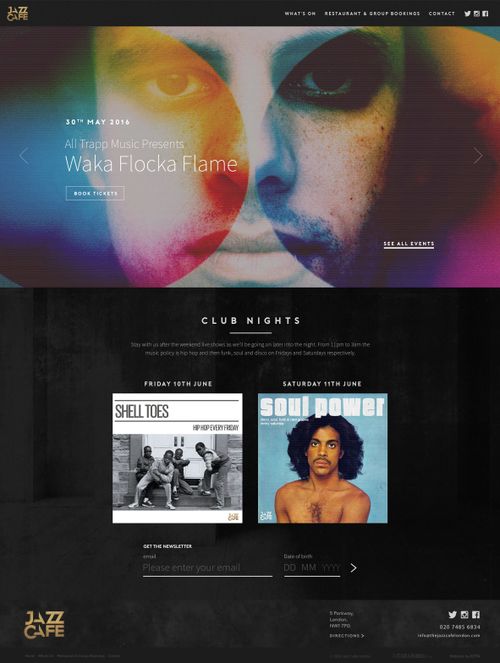 JAZZ
CAFE
WHAT'S ON
RESTAURANT & GROUP BOOKINGS
CONTACT
30TH MAY 2016
All Trapp Music Presents
Waka Flocka Flame
BOOK TICKETS
SEE ALL EVENTS
CLUB NIGHTS
Stay with us after the weekend live shows as we'll be going on later into the night. From 11pm to 3am the
music policy is hip hop and then funk, soul and disco on Fridays and Saturdays respectively.
FRIDAY 10TH JUNE
SHELL TOES
HIP HOP EVERY FRIDAY
JAZZ
CAFE
SATURDAY 11TH JUNE
soul power
every saturday
JAZZ
CAFE
GET THE NEWSLETTER
email
Please enter your email
Date of birth
DD MM YYYY
JAZZ
CAFE
5 Parkway,
London,
NW1 7PG
DIRECTIONS
020 7485 6834
info@thejazzcafelondon.com